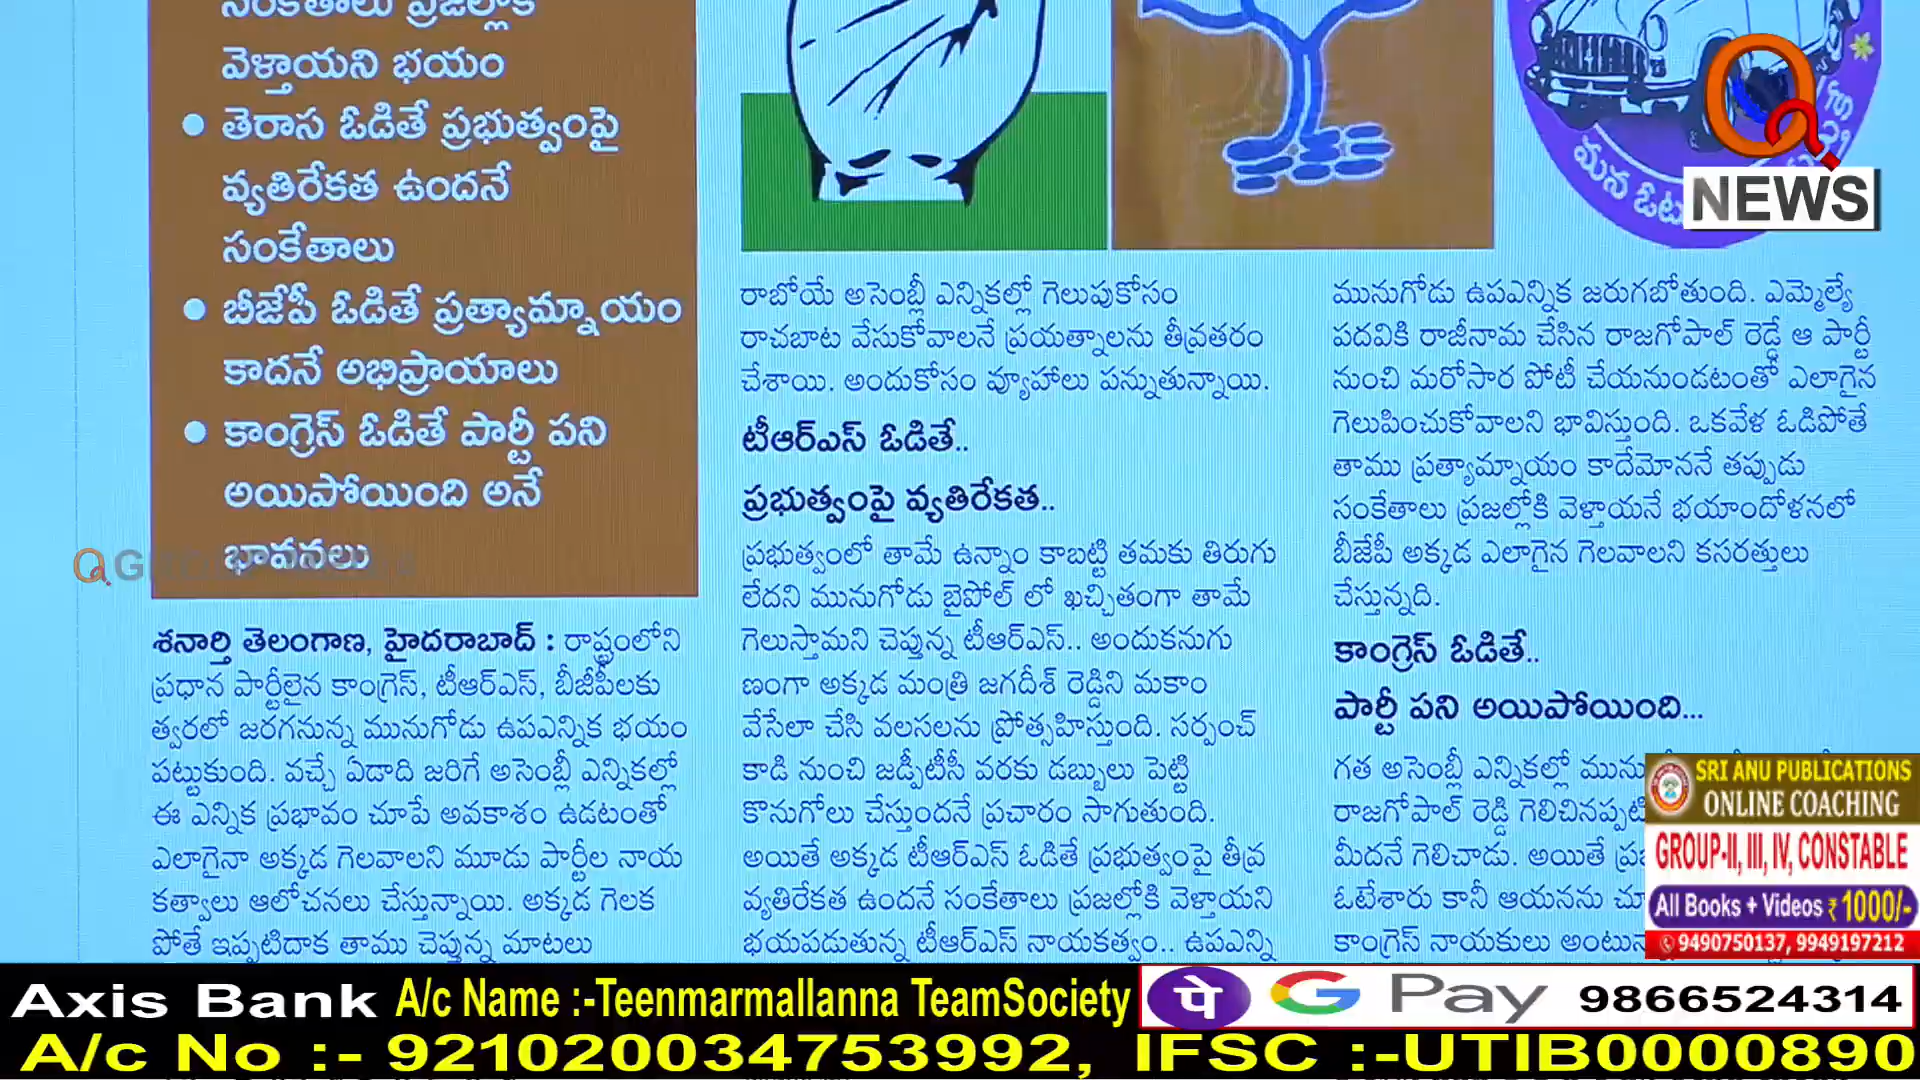 వెళ్తాయని భయం
తెరాస ఓడితే ప్రభుత్వంపై
వ్యతిరేకత ఉందనే
సంకేతాలు
బీజేపీ ఓడితే ప్రత్యామ్నాయం
కాదనే అభిప్రాయాలు
కాంగ్రెస్ ఓడితే పార్టీ పని
అయిపోయింది అనే
భావనలు
శనార్తి తెలంగాణ, హైదరాబాద్ : రాష్ట్రంలోని
ప్రధాన పార్టీలైన కాంగ్రెస్, టీఆర్ఎస్, బీజీపీలకు
త్వరలో జరగనున్న మునుగోడు ఉపఎన్నిక భయం
పట్టుకుంది. వచ్చే ఏడాది జరిగే అసెంబ్లీ ఎన్నికల్లో
ఈ ఎన్నిక ప్రభావం చూపే అవకాశం ఉడటంతో
ఎలాగైనా అక్కడ గెలవాలని మూడు పార్టీల నాయ
కత్వాలు ఆలోచనలు చేస్తున్నాయి. అక్కడ గెలక
పోతే ఇప్పటిదాక తాము చెప్తున్న మాటలు
రాబోయే అసెంబ్లీ ఎన్నికల్లో గెలుపుకోసం
రాచబాట వేసుకోవాలనే ప్రయత్నాలను తీవ్రతరం
చేశాయి. అందుకోసం వ్యూహాలు పన్నుతున్నాయి.
టీఆర్ఎస్ ఓడితే..
ప్రభుత్వంపై వ్యతిరేకత..
ప్రభుత్వంలో తామే ఉన్నాం కాబట్టి తమకు తిరుగు
లేదని మునుగోడు బైపోల్ లో ఖచ్చితంగా తామే
గెలుస్తామని చెప్తున్న టీఆర్ఎస్.. అందుకనుగు
ణంగా అక్కడ మంత్రి జగదీశ్ రెడ్డిని మకాం
వేసేలా చేసి వలసలను ప్రోత్సహిస్తుంది. సర్పంచ్
కాడి నుంచి జడ్పీటీసీ వరకు డబ్బులు పెట్టి
కొనుగోలు చేస్తుందనే ప్రచారం సాగుతుంది.
అయితే అక్కడ టీఆర్ఎస్ ఓడితే ప్రభుత్వంపై తీవ్ర
వ్యతిరేకత ఉందనే సంకేతాలు ప్రజల్లోకి వెళ్తాయని
భయపడుతున్న టీఆర్ఎస్ నాయకత్వం.. ఉపఎన్ని
మన ఓటు
మునుగోడు ఉపఎన్నిక జరుగబోతుంది. ఎమ్మెల్యే
పదవికి రాజీనామ చేసిన రాజగోపాల్ రెడ్డే ఆ పార్టీ
నుంచి మరోసార పోటీ చేయనుండటంతో ఎలాగైన
గెలుపించుకోవాలని భావిస్తుంది. ఒకవేళ ఓడిపోతే
తాము ప్రత్యామ్నాయం కాదేమోననే తప్పుడు
సంకేతాలు ప్రజల్లోకి వెళ్తాయనే భయాందోళనలో
బీజేపీ అక్కడ ఎలాగైన గెలవాలని కసరత్తులు
చేస్తున్నది.
కాంగ్రెస్ ఓడితే..
పార్టీ పని అయిపోయింది...
గత అసెంబ్లీ ఎన్నికల్లో
రాజగోపాల్ రెడ్డి
మీదనే గెలిచాడు. అయితే
ఓటేశారు కానీ ఆయనను
కాంగ్రెస్ నాయకులు
Q NEWS
SRI ANU PUBLICATIONS
ONLINE COACHING
GROUP-II, III, IV, CONSTABLE
All Books + Videos ₹ 1000/-
9490750137, 9949197212
Axis Bank A/c Name :-Teenmarmallanna TeamSociety
पे G Pay 9866524314
A/c No :- 921020034753992, IFSC :-UTIB0000890